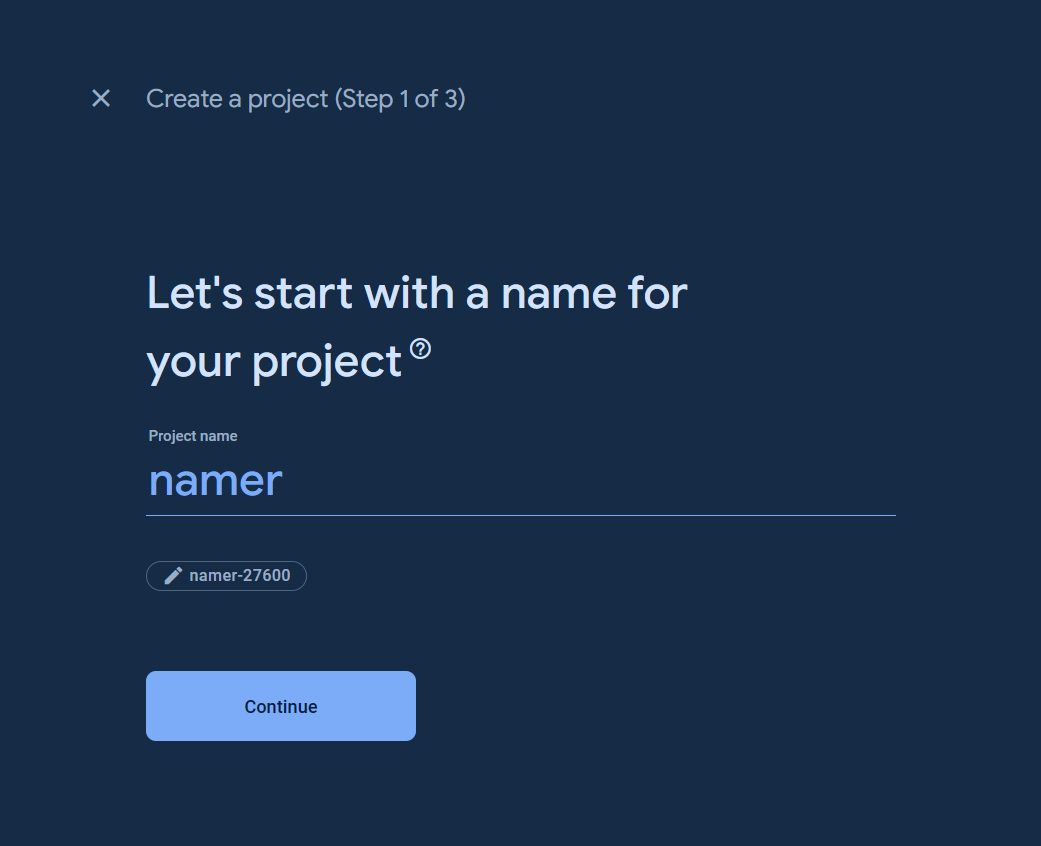 Create a project (Step 1 of 3)
Let's start with a name for
your project
Project name
namer
namer-27600
Continue